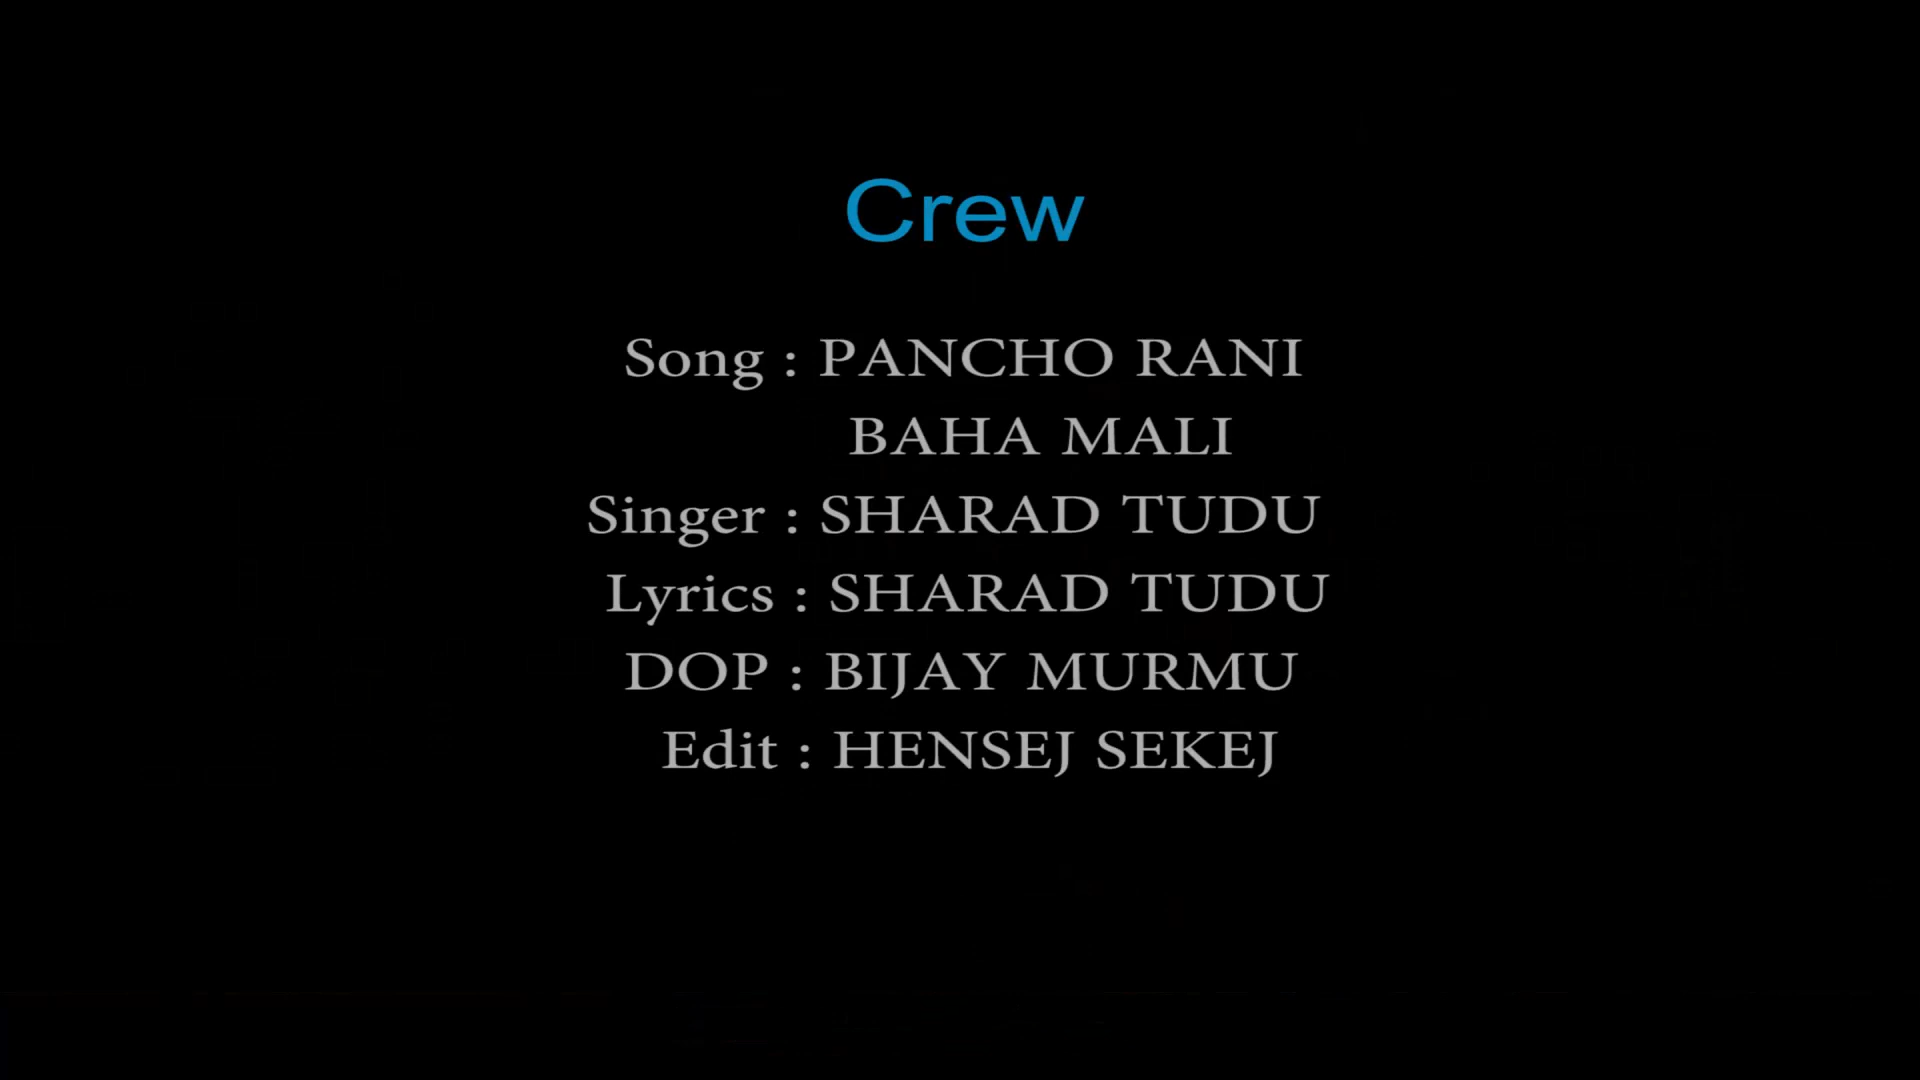 Crew
Song : PANCHO RANI
BAHA MALI
Singer : SHARAD TUDU
Lyrics : SHARAD TUDU
DOP : BIJAY MURMU
Edit : HENSEJ SEKEJ